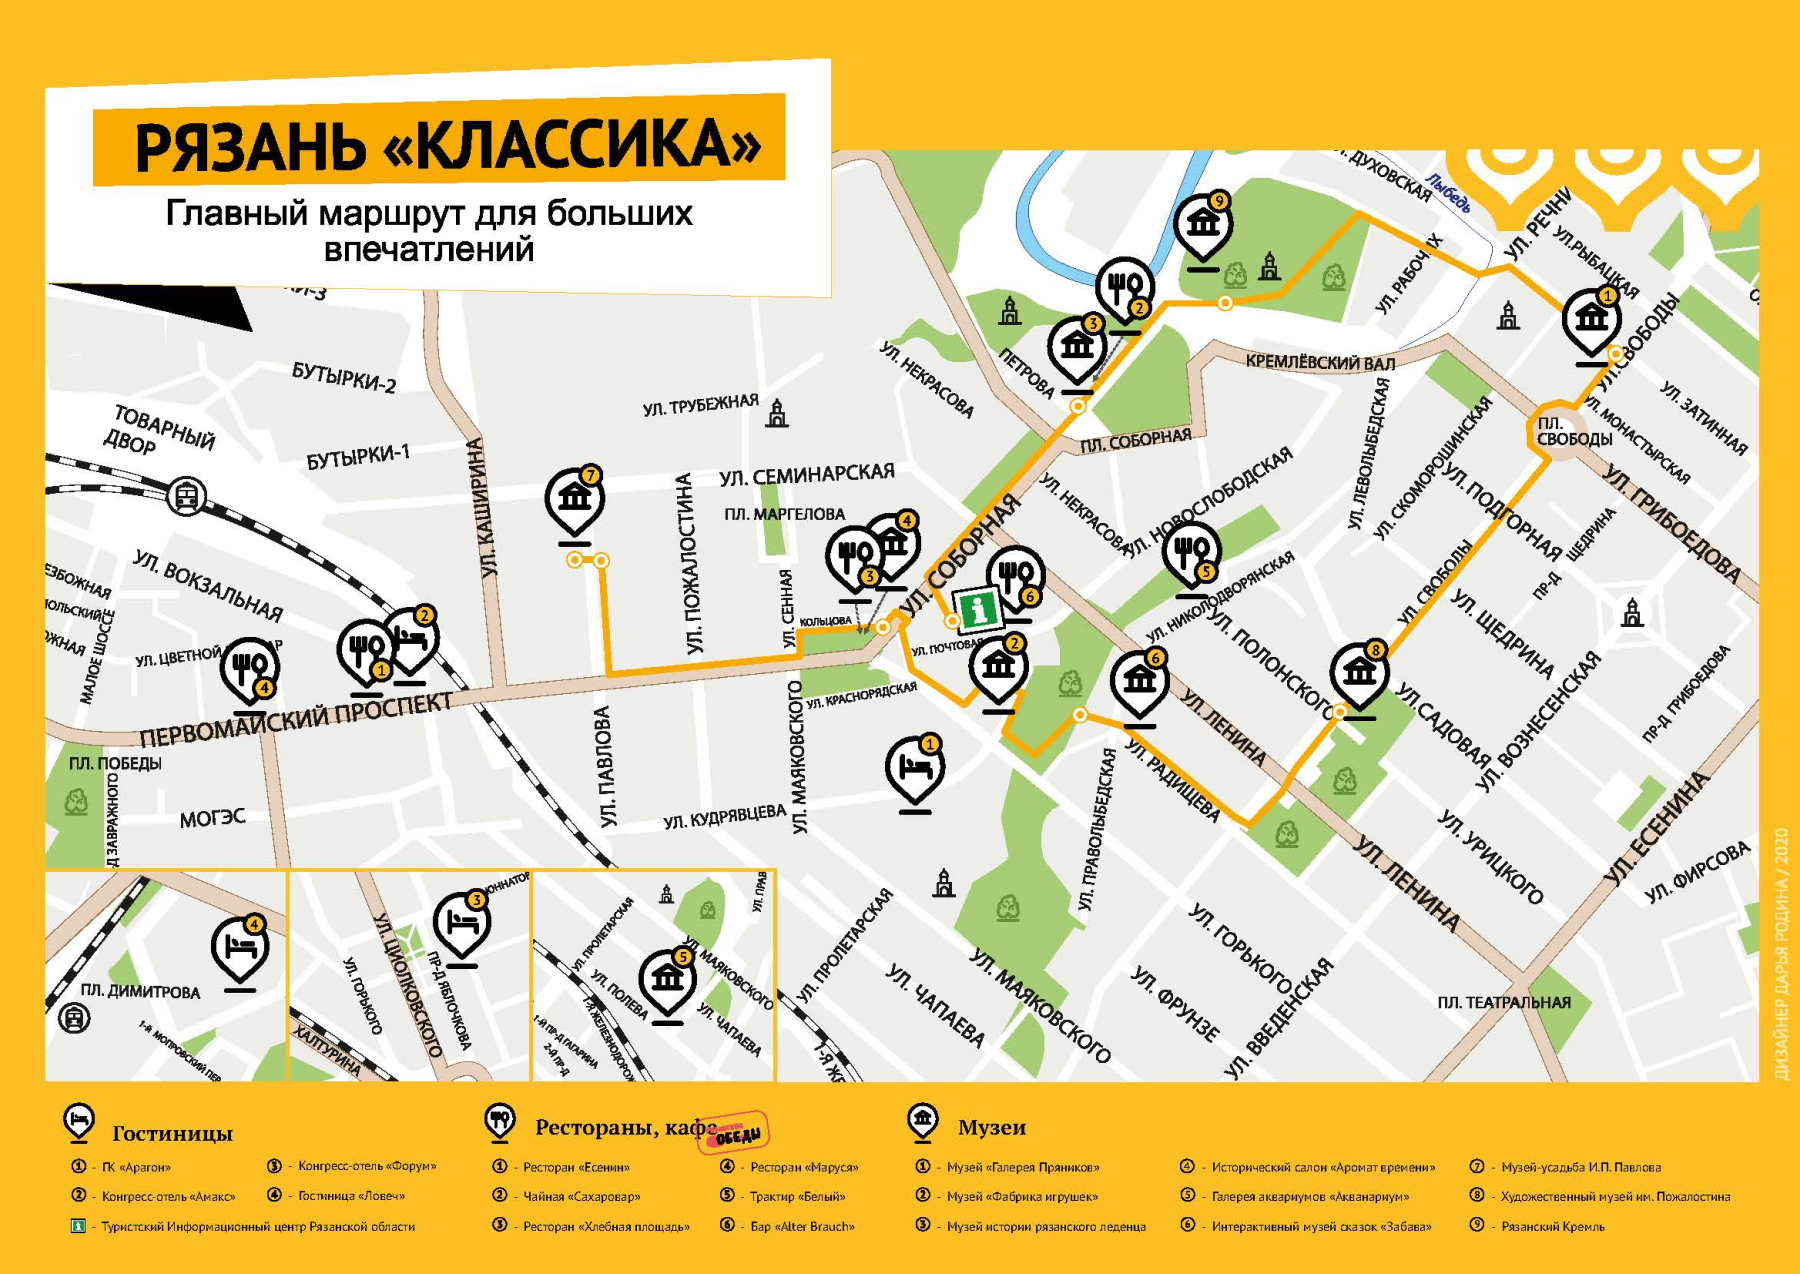 РЯЗАНЬ «КЛАССИКА»
Главный маршрут для больших
впечатлений
УЛ. ДУХОВСКАЯ
Лыбедь
УЛ.РЫБАЦКАЯ
УЛ. РАБОЧИХ
УЛ. СВОБОДЫ
УЛ. ЗАТИННАЯ
УЛ. МОНАСТЫРСКАЯ
КРЕМЛЁВСКИЙ ВАЛ
ПЛ.
СВОБОДЫ
УЛ. ГРИБОЕДОВА
ПЕТРОВА
УЛ. НЕКРАСОВА
ПЛ. СОБОРНАЯ
УЛ. ЛЕВОЛЫБЕДСКАЯ
УЛ. СКОМОРОШИНСКАЯ
УЛ. ПОДГОРНАЯ
ПР-Д ЩЕДРИНА
БУТЫРКИ-2
БУТЫРКИ-1
ТОВАРНЫЙ
ДВОР
УЛ. ТРУБЕЖНАЯ
УЛ. СЕМИНАРСКАЯ
ПЛ. МАРГЕЛОВА
УЛ. КАШИРИНА
УЛ. ПОЖАЛОСТИНА
УЛ. СЕННАЯ
КОЛЬЦОВА
УЛ. СОБОРНАЯ
УЛ. НЕКРАСОВА
УЛ. НОВОСЛОБОДСКАЯ
УЛ. НИКОЛОДВОРЯНСКАЯ
УЛ. ПОЛОНСКОГО
УЛ. СВОБОДЫ
УЛ. ЩЕДРИНА
УЛ. ВОЗНЕСЕНСКАЯ
УЛ. САДОВАЯ
ПР-Д ГРИБОЕДОВА
УЛ. ВОКЗАЛЬНАЯ
МАЛОЕ ШОССЕ
УЛ. ЦВЕТНОЙ
ПЕРВОМАЙСКИЙ ПРОСПЕКТ
УЛ. ПОЧТОВАЯ
УЛ. КРАСНОРЯДСКАЯ
УЛ. ПАВЛОВА
УЛ. МАЯКОВСКОГО
УЛ. КУДРЯВЦЕВА
УЛ. ЛЕНИНА
УЛ. РАДИЩЕВА
УЛ. ПРАВОЛЫБЕДСКАЯ
ПЛ. ПОБЕДЫ
МОГЭС
УЛ. ЛЕНИНА
УЛ. УРИЦКОГО
УЛ. ЕСЕНИНА
УЛ. ФИРСОВА
УЛ. ПРОЛЕТАРСКАЯ
УЛ. ЧАПАЕВА
УЛ. МАЯКОВСКОГО
УЛ. ФРУНЗЕ
УЛ. ГОРЬКОГО
УЛ. ВВЕДЕНСКАЯ
ПЛ. ТЕАТРАЛЬНАЯ
ПЛ. ДИМИТРОВА
1-й МОПРОВСКИЙ ПЕР
УЛ. ГОРЬКОГО
УЛ. ЦИОЛКОВСКОГО
ПР-Д ЯБЛОЧКОВА
ХАЛТУРИНА
УЛ. ПРОЛЕТАРСКАЯ
УЛ. ПОЛЕВА
УЛ. МАЯКОВСКОГО
УЛ. ЧАПАЕВА
1-Й ПР-Д ГАГАРИНА
2-Й ПР-Д
ДИЗАЙНЕР ДАРЬЯ РОДИНА / 2020
Гостиницы
1 - ГК «Арагон»
2 - Конгресс-отель «Амакс»
3 - Конгресс-отель «Форум»
4 - Гостиница «Ловеч»
i - Туристский Информационный центр Рязанской области
Рестораны, кафе
ОБЕДЫ
1 - Ресторан «Есенин»
2 - Чайная «Сахаровар»
3 - Ресторан «Хлебная площадь»
4 - Ресторан «Маруся»
5 - Трактир «Белый»
6 - Бар «Alter Brauch»
Музеи
1 - Музей «Галерея Пряников»
2 - Музей «Фабрика игрушек»
3 - Музей истории рязанского леденца
4 - Исторический салон «Аромат времени»
5 - Галерея аквариумов «Акванариум»
6 - Интерактивный музей сказок «Забава»
7 - Музей-усадьба И.П. Павлова
8 - Художественный музей им. Пожалостина
9 - Рязанский Кремль